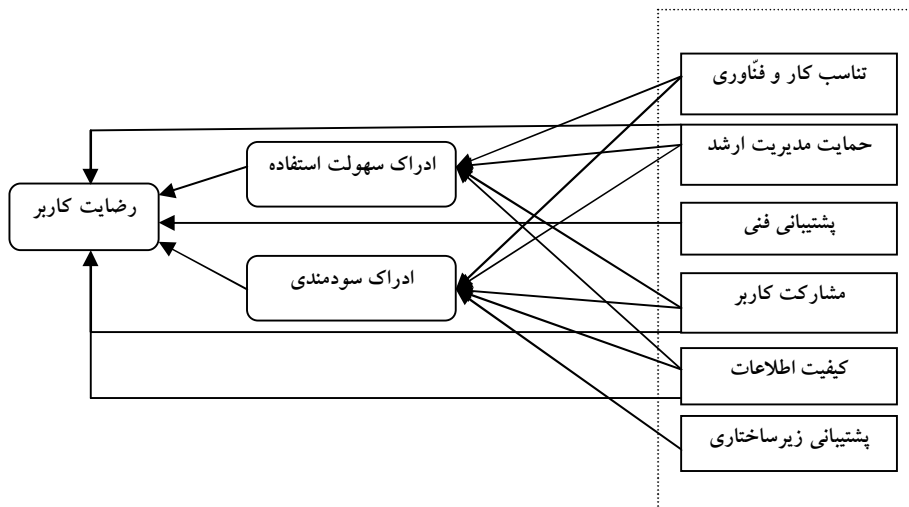 تناسب کار و فنّاوری
حمایت مدیریت ارشد
پشتیبانی فنی
مشارکت کاربر
کیفیت اطلاعات
پشتیبانی زیرساختاری
ادراک سهولت استفاده
ادراک سودمندی
رضایت کاربر